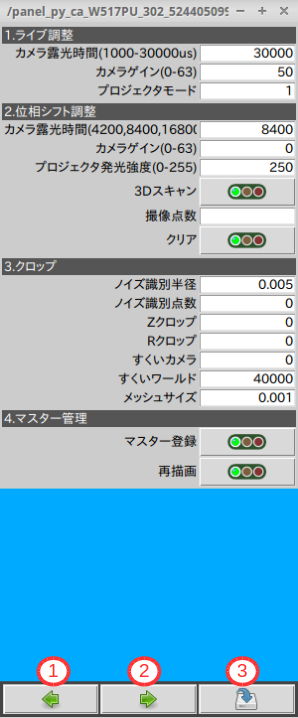 /panel_py_ca_W517PU_302_524405095
1.ライブ調整
カメラ露光時間(1000-30000us) 30000
カメラゲイン(0-63) 50
プロジェクタモード 1
2.位相シフト調整
カメラ露光時間(4200,8400,16800 8400
カメラゲイン(0-63) 0
プロジェクタ発光強度(0-255) 250
3Dスキャン
撮像点数
クリア
3.クロップ
ノイズ識別半径 0.005
ノイズ識別点数 0
Zクロップ 0
Rクロップ 0
すくいカメラ 0
すくいワールド 40000
メッシュサイズ 0.001
4.マスター管理
マスター登録
再描画
1 2 3